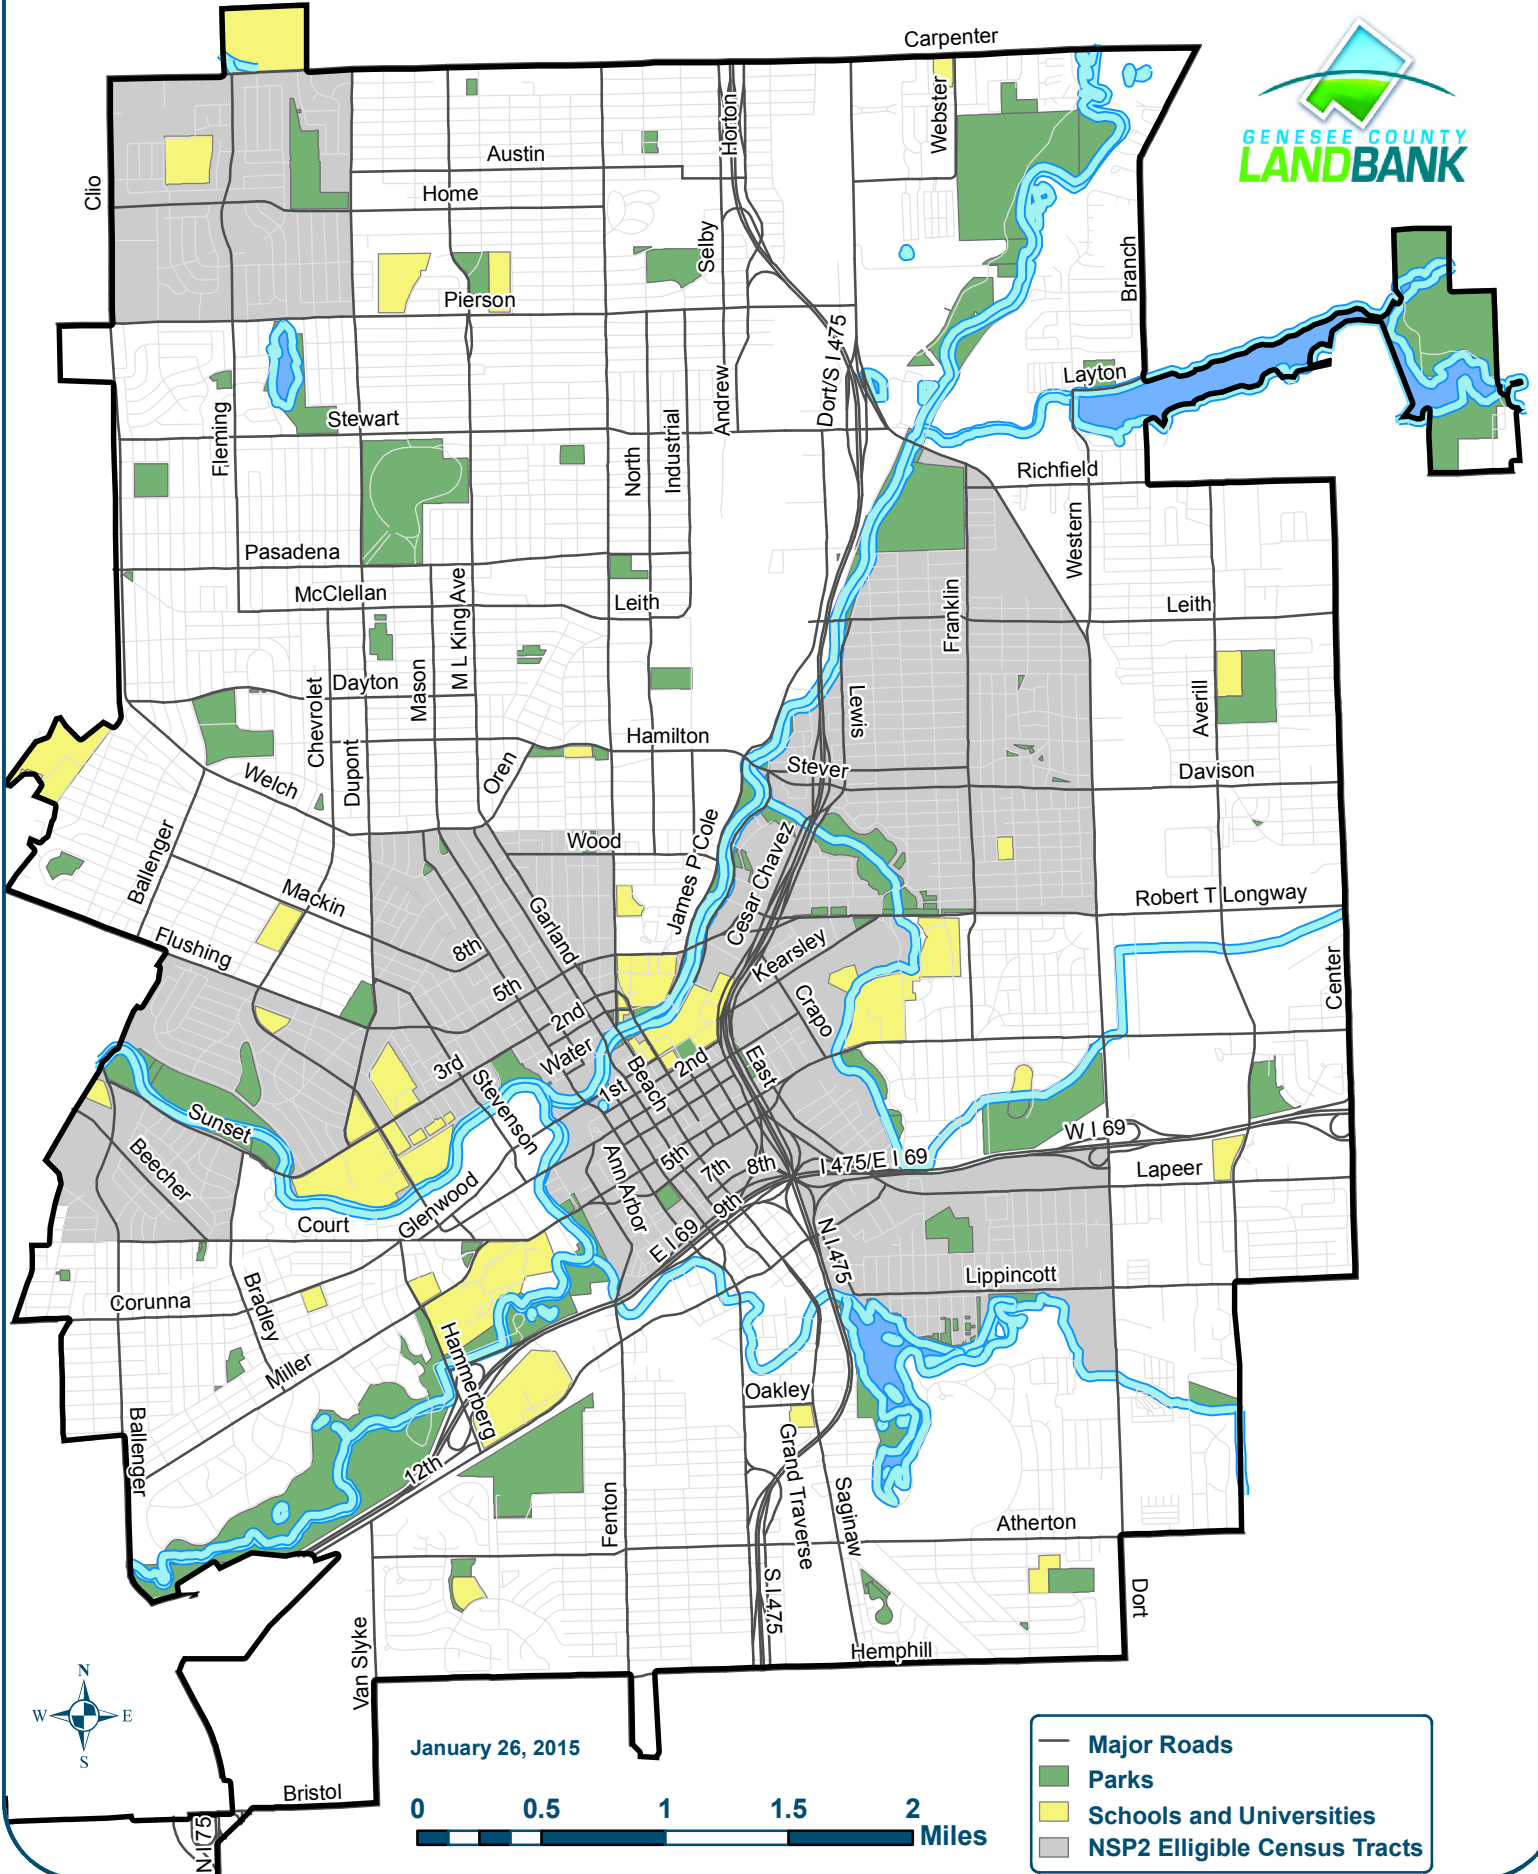 Carpenter
GENESEE COUNTY
LANDBANK
Horton
Webster
Austin
Clio
Home
Selby
Branch
Pierson
Dort/S I 475
Layton
Andrew
Fleming
Stewart
North
Industrial
Richfield
Western
Pasadena
McClellan
M L King Ave
Leith
Franklin
Leith
Mason
Dayton
Chevrolet
Lewis
Averill
Hamilton
Stever
Davison
Oren
Dupont
Welch
Wood
James P Cole
Cesar Chavez
Ballenger
Mackin
Garland
Robert T Longway
Flushing
8th
Kearsley
Center
5th
Crapo
2nd
Water
3rd
Beach
2nd
East
Stevenson
1st
Sunset
W I 69
Beecher
Ann Arbor
5th
7th
8th
I 475/E I 69
Lapeer
Glenwood
9th
Court
E I 69
N I 475
Lippincott
Corunna
Bradley
Hammerberg
Miller
Oakley
Ballenger
12th
Grand Traverse
Saginaw
Fenton
Atherton
S I 475
Dort
Hemphill
Van Slyke
N
W
E
S
January 26, 2015
Bristol
N I 75
0 0.5 1 1.5 2
Miles
Major Roads
Parks
Schools and Universities
NSP2 Elligible Census Tracts